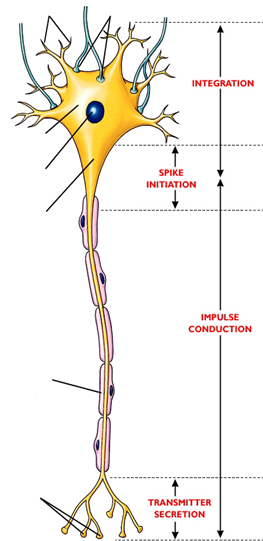 INTEGRATION
SPIKE
INITIATION
IMPULSE
CONDUCTION
TRANSMITTER
SECRETION